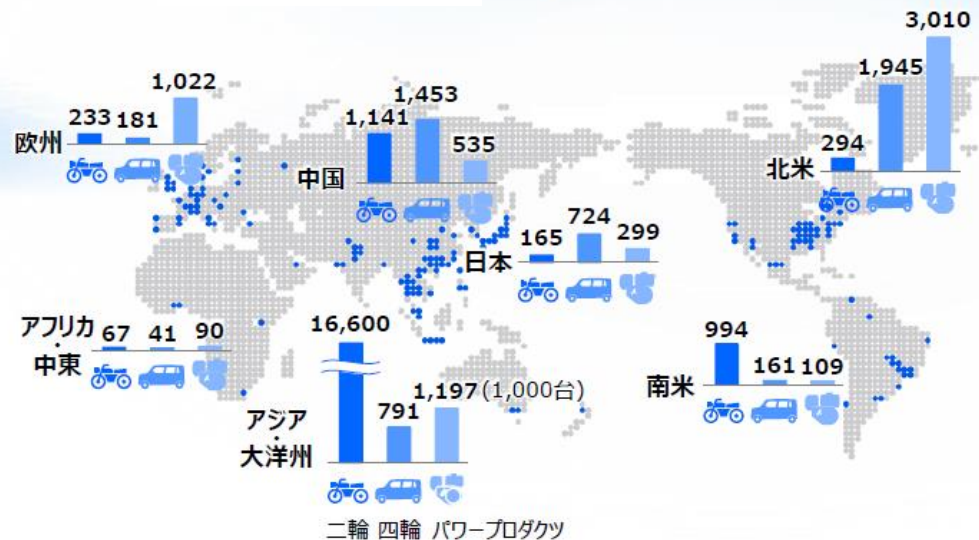 3,010
1,945
294
北米
1,022
233 181
欧州
1,453
1,141
535
中国
724
165
299
日本
アフリカ
・
中東
67 41 90
16,600
1,197(1,000台)
791
アジア
・
大洋州
994
161 109
南米
二輪 四輪 パワープロダクツ